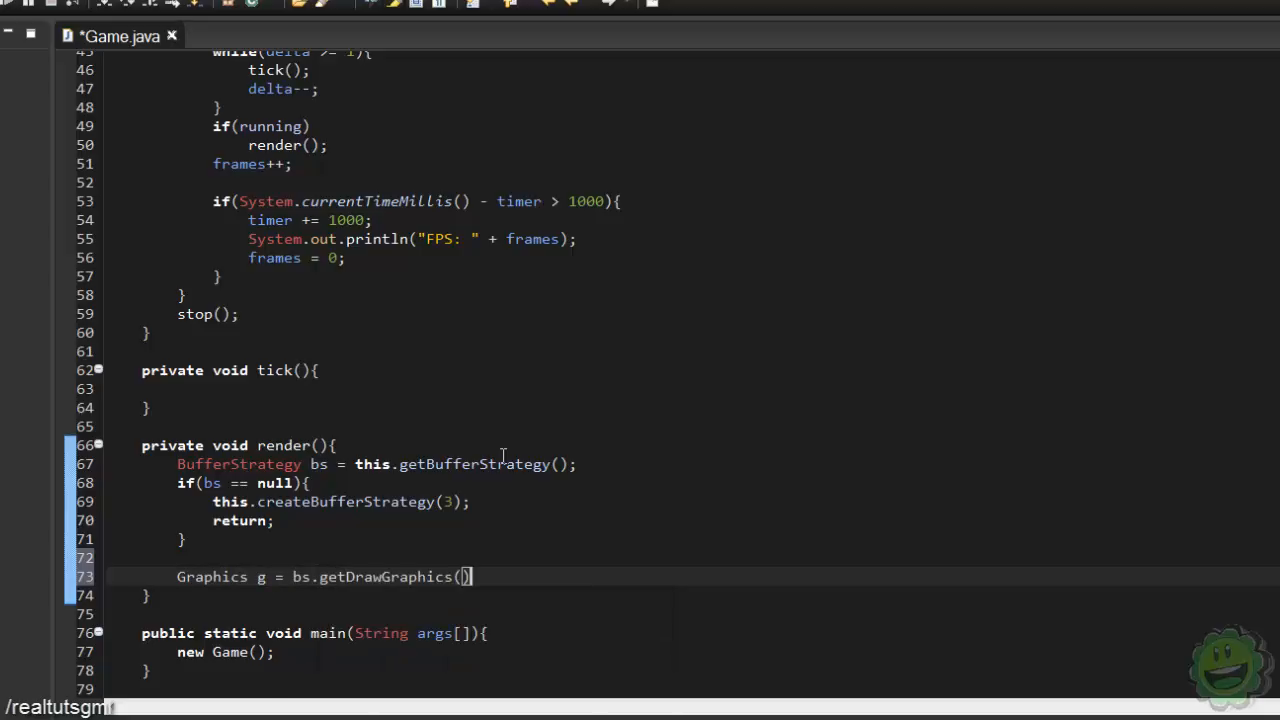 *Game.java
45 while(delta >= 1){
46 tick();
47 delta--;
48 }
49 if(running)
50 render();
51 frames++;
52
53 if(System.currentTimeMillis() - timer > 1000){
54 timer += 1000;
55 System.out.println("FPS: " + frames);
56 frames = 0;
57 }
58 }
59 stop();
60 }
61
62 private void tick(){
63
64 }
65
66 private void render(){
67 BufferStrategy bs = this.getBufferStrategy();
68 if(bs == null){
69 this.createBufferStrategy(3);
70 return;
71 }
72
73 Graphics g = bs.getDrawGraphics()
74 }
75
76 public static void main(String args[]){
77 new Game();
78 }
79
/realtutsgml